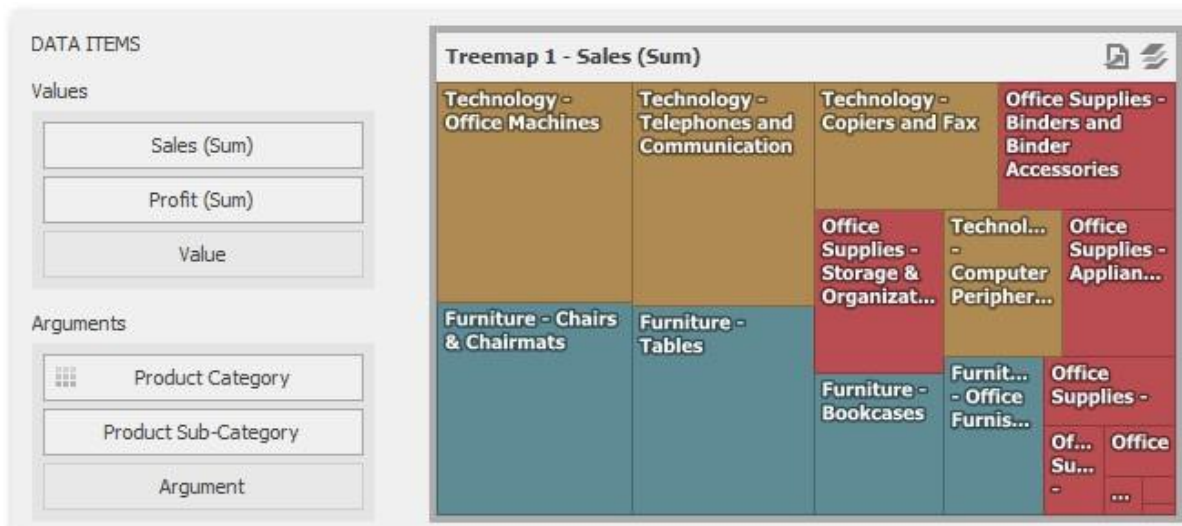 DATA ITEMS
Values
Sales (Sum)
Profit (Sum)
Value
Arguments
Product Category
Product Sub-Category
Argument
Treemap 1 - Sales (Sum)
Technology -
Office Machines
Technology -
Telephones and
Communication
Technology -
Copiers and Fax
Office Supplies -
Binders and
Binder
Accessories
Office
Supplies -
Storage &
Organizat...
Technol...
-
Computer
Peripher...
Office
Supplies -
Applian...
Furniture - Chairs
& Chairmats
Furniture -
Tables
Furniture -
Bookcases
Furnit...
- Office
Furnis...
Office
Supplies -
Of...
Su...
-
Office
...